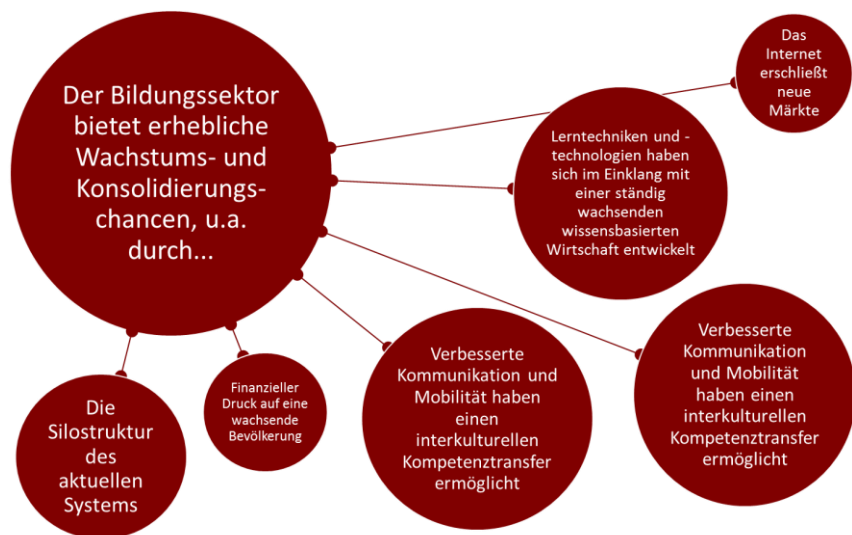 Der Bildungssektor
bietet erhebliche
Wachstums- und
Konsolidierungs-
chancen, u.a.
durch...
Das
Internet
erschließt
neue
Märkte
Lerntechniken und -
technologien haben
sich im Einklang mit
einer ständig
wachsenden
wissensbasierten
Wirtschaft entwickelt
Verbesserte
Kommunikation
und Mobilität
haben einen
interkulturellen
Kompetenztransfer
ermöglicht
Verbesserte
Kommunikation und
Mobilität haben
einen
interkulturellen
Kompetenztransfer
ermöglicht
Finanzieller
Druck auf eine
wachsende
Bevölkerung
Die
Silostruktur
des
aktuellen
Systems